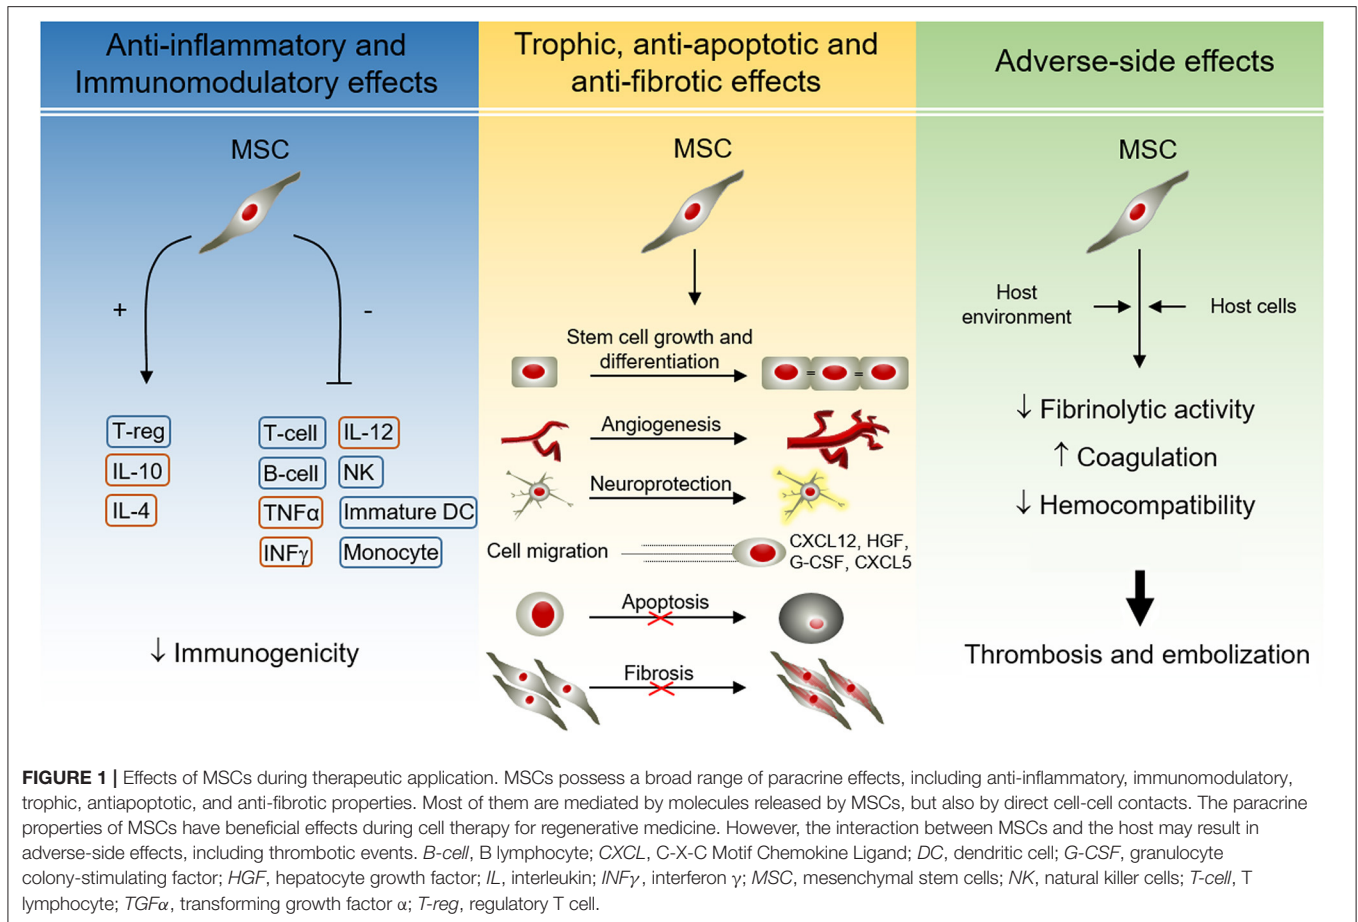 Anti-inflammatory and
Immunomodulatory effects
MSC
+
-
T-reg
IL-10
IL-4
T-cell
IL-12
B-cell
NK
TNFα
Immature DC
INFγ
Monocyte
↓ Immunogenicity
Trophic, anti-apoptotic and
anti-fibrotic effects
MSC
Stem cell growth and
differentiation
= =
Angiogenesis
Neuroprotection
Cell migration
CXCL12, HGF,
G-CSF, CXCL5
Apoptosis
Fibrosis
Adverse-side effects
MSC
Host
environment
Host cells
↓ Fibrinolytic activity
↑ Coagulation
↓ Hemocompatibility
Thrombosis and embolization
FIGURE 1 | Effects of MSCs during therapeutic application. MSCs possess a broad range of paracrine effects, including anti-inflammatory, immunomodulatory,
trophic, antiapoptotic, and anti-fibrotic properties. Most of them are mediated by molecules released by MSCs, but also by direct cell-cell contacts. The paracrine
properties of MSCs have beneficial effects during cell therapy for regenerative medicine. However, the interaction between MSCs and the host may result in
adverse-side effects, including thrombotic events. B-cell, B lymphocyte; CXCL, C-X-C Motif Chemokine Ligand; DC, dendritic cell; G-CSF, granulocyte
colony-stimulating factor; HGF, hepatocyte growth factor; IL, interleukin; INFγ, interferon γ; MSC, mesenchymal stem cells; NK, natural killer cells; T-cell, T
lymphocyte; TGFα, transforming growth factor α; T-reg, regulatory T cell.